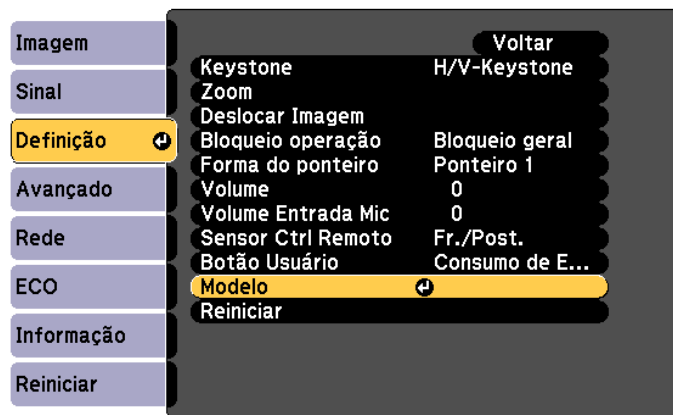 Imagem
Sinal
Definição
Avançado
Rede
ECO
Informação
Reiniciar
Voltar
Keystone H/V-Keystone
Zoom
Deslocar Imagem
Bloqueio operação Bloqueio geral
Forma do ponteiro Ponteiro 1
Volume 0
Volume Entrada Mic 0
Sensor Ctrl Remoto Fr./Post.
Botão Usuário Consumo de E...
Modelo
Reiniciar